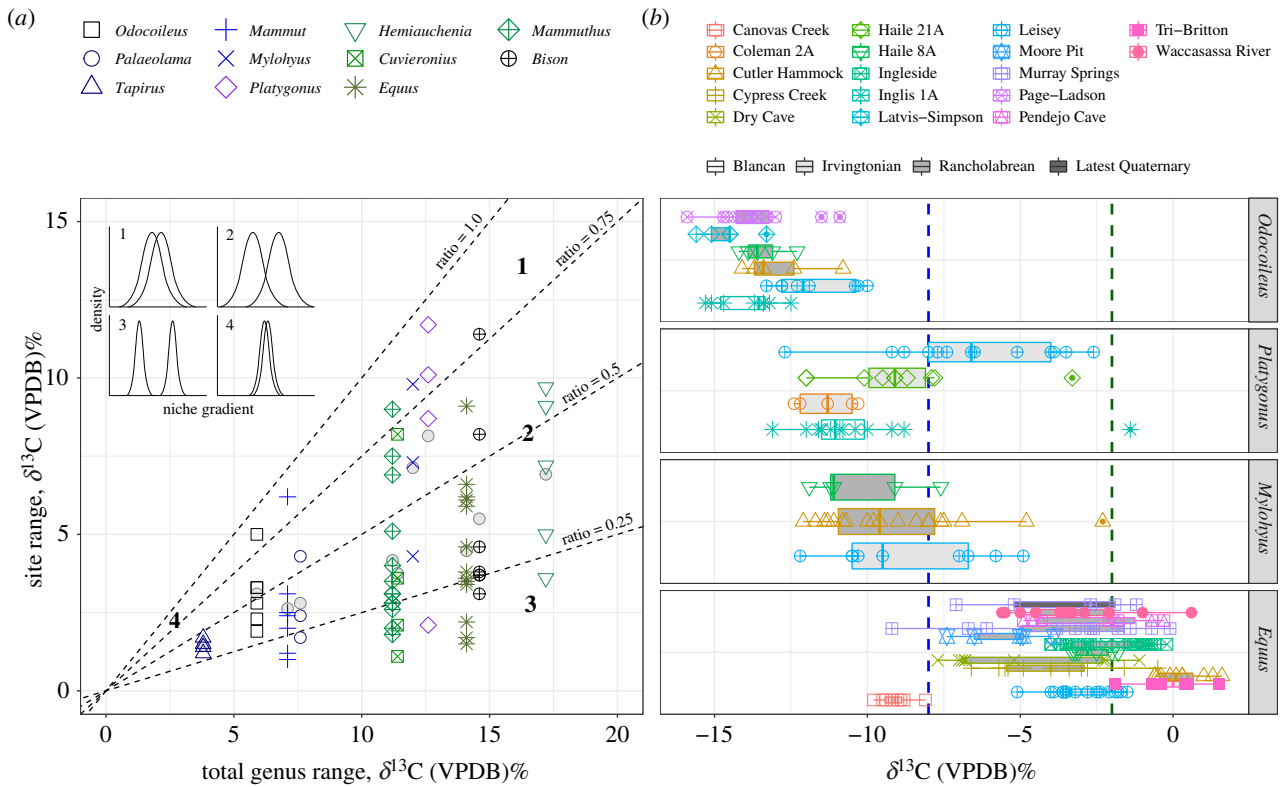 (a)
Odocoileus
Mammut
Hemiauchenia
Mammuthus
Palaeolama
Mylohyus
Cuvieronius
Bison
Tapirus
Platygonus
Equus
15
10
5
0
site range, δ¹³C (VPDB)%
0
5
10
15
20
total genus range, δ¹³C (VPDB)%
ratio = 1.0
ratio = 0.75
ratio = 0.5
ratio = 0.25
1
2
3
4
1
2
3
4
density
niche gradient
(b)
Canovas Creek
Haile 21A
Leisey
Tri−Britton
Coleman 2A
Haile 8A
Moore Pit
Waccasassa River
Cutler Hammock
Ingleside
Murray Springs
Cypress Creek
Inglis 1A
Page−Ladson
Dry Cave
Latvis−Simpson
Pendejo Cave
Blancan
Irvingtonian
Rancholabrean
Latest Quaternary
Odocoileus
Platygonus
Mylohyus
Equus
−15
−10
−5
0
δ¹³C (VPDB)%